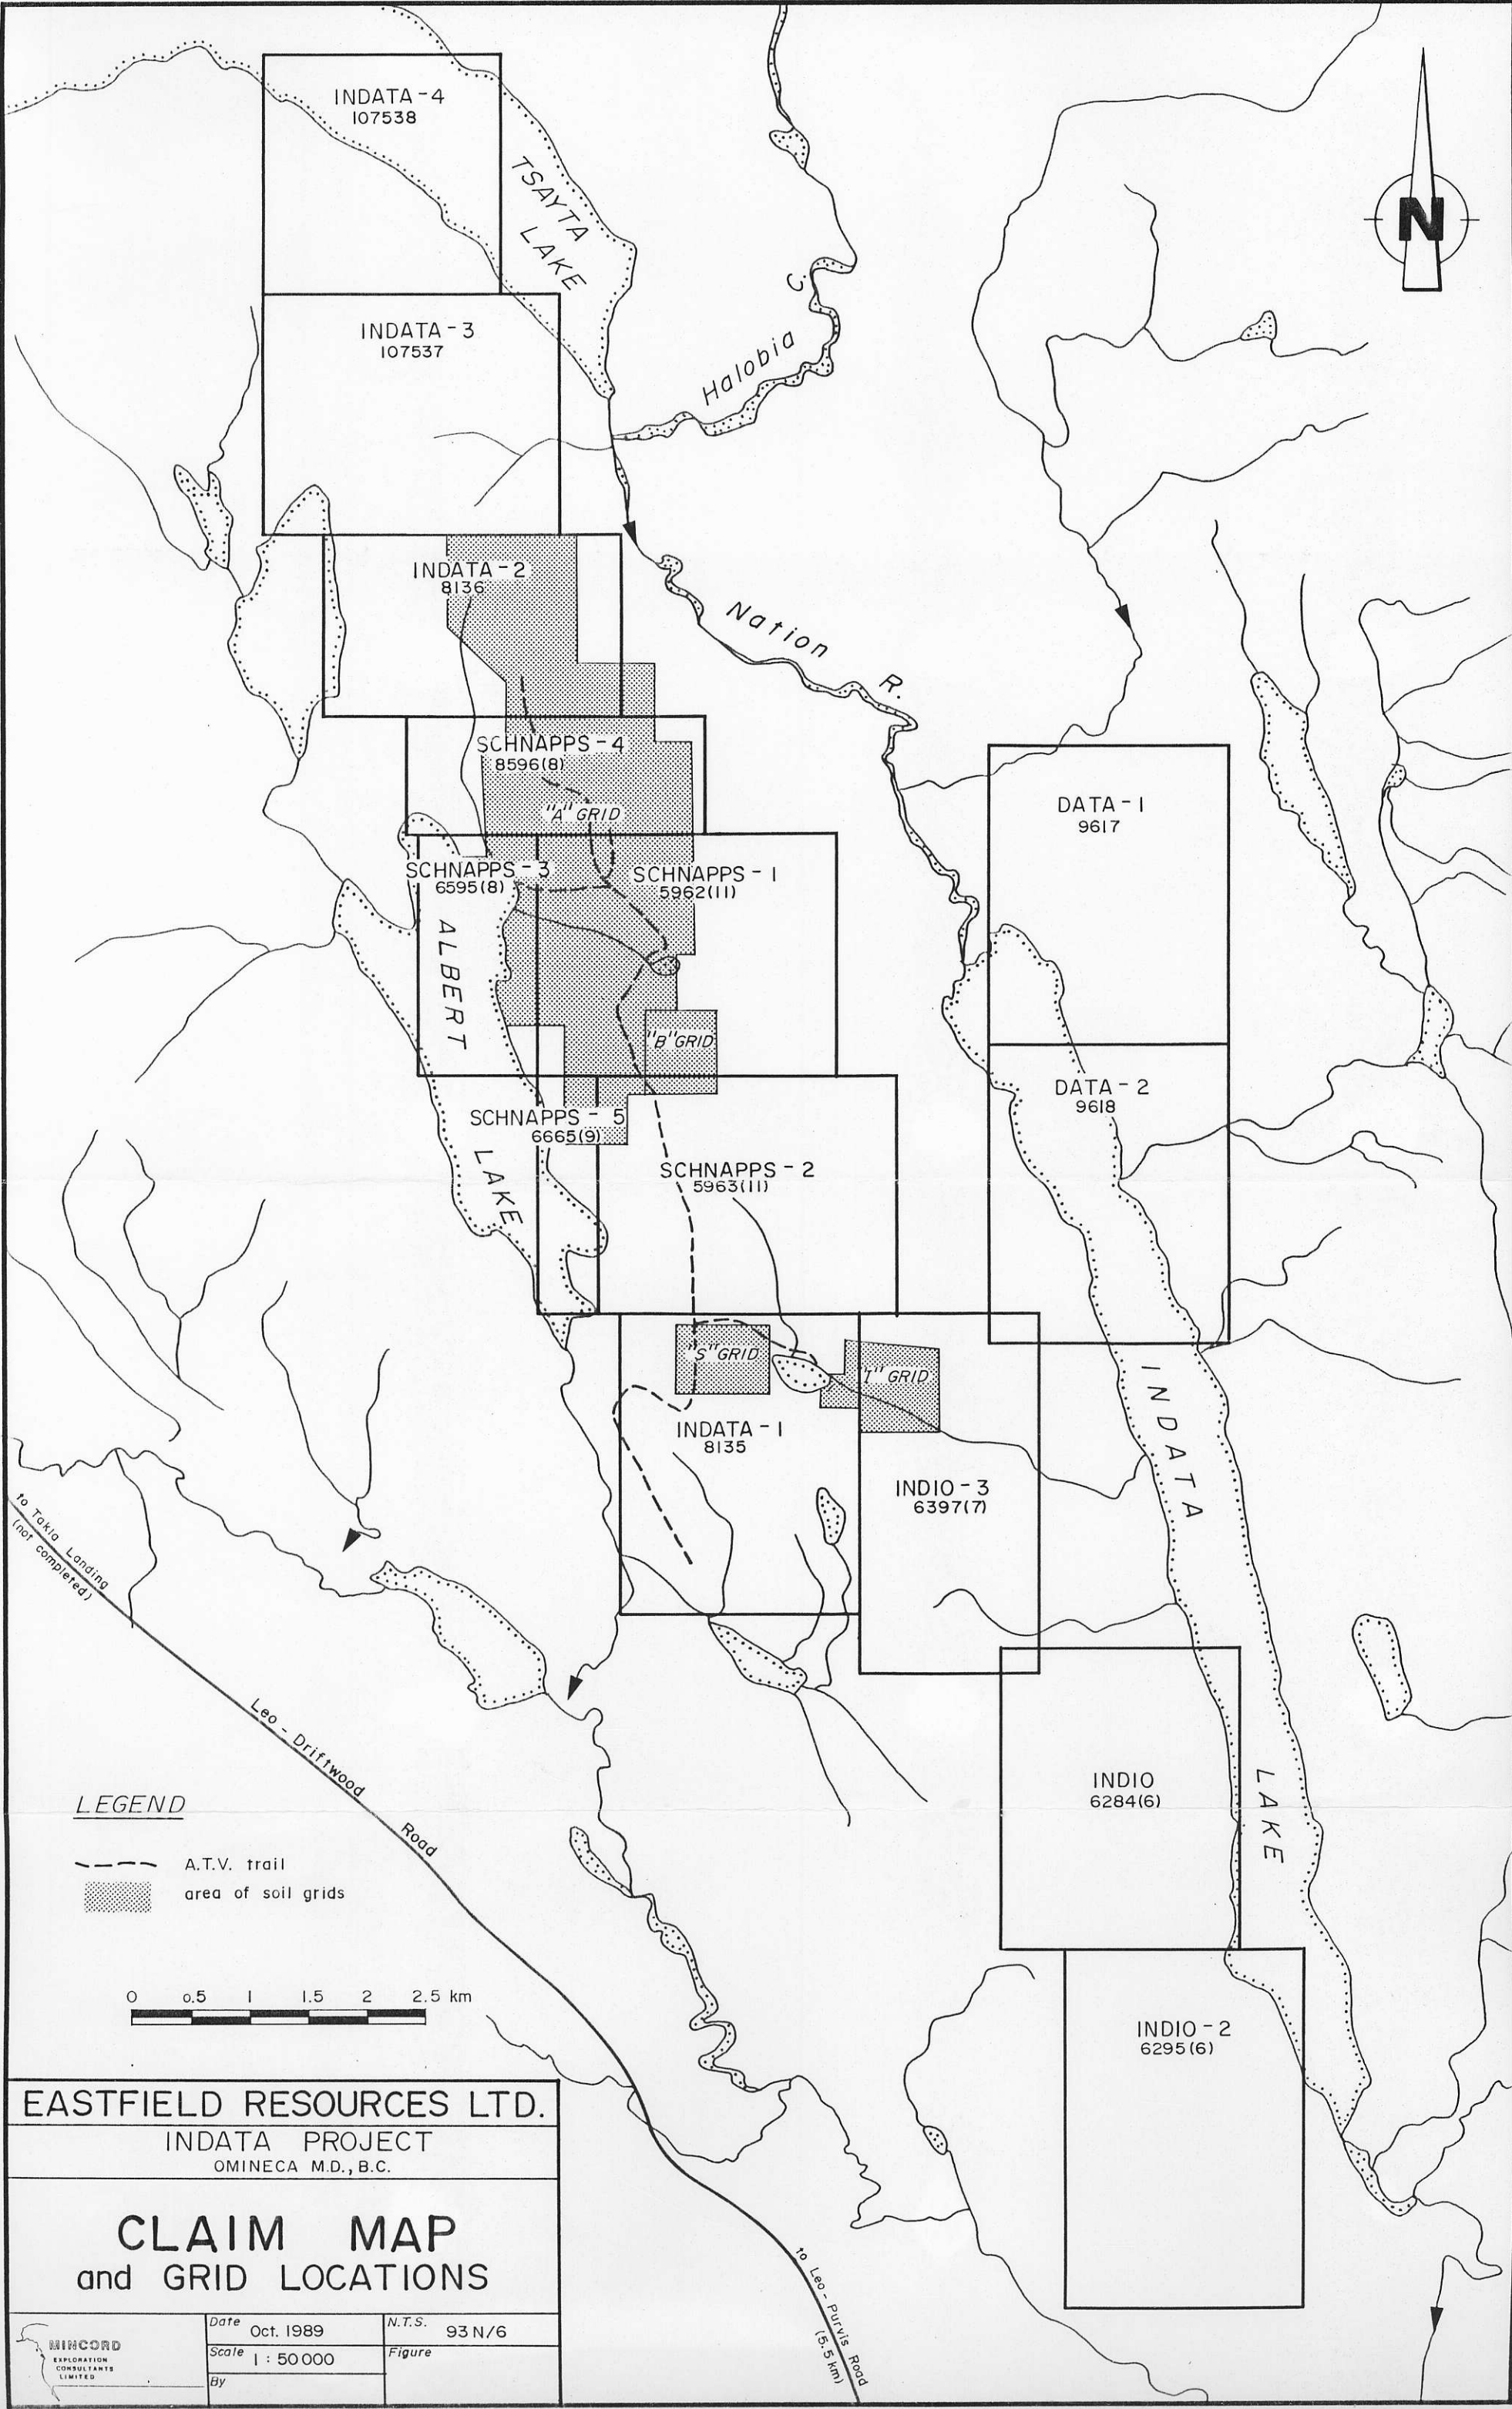 INDATA-4
107538
TSAYTA
LAKE
N
INDATA-3
107537
Halobia C
INDATA-2
8136
Nation R.
SCHNAPPS-4
8596(8)
"A" GRID
DATA-1
9617
SCHNAPPS-3
6595(8)
SCHNAPPS-1
5962(11)
ALBERT
LAKE
"B" GRID
DATA-2
9618
SCHNAPPS-5
6665(9)
SCHNAPPS-2
5963(11)
"S" GRID
"I" GRID
INDATA-1
8135
INDATA
LAKE
INDIO-3
6397(7)
to Takla Landing
(not completed)
Leo-Driftwood Road
INDIO
6284(6)
LEGEND
A.T.V. trail
area of soil grids
0 0.5 1 1.5 2 2.5 km
INDIO-2
6295(6)
EASTFIELD RESOURCES LTD.
INDATA PROJECT
OMINECA M.D., B.C.
CLAIM MAP
and GRID LOCATIONS
to Leo-Purvis Road
(5.5 km)
MINCORD
EXPLORATION
CONSULTANTS
LIMITED
Date Oct. 1989
N.T.S. 93 N/6
Scale 1 : 50 000
Figure
By